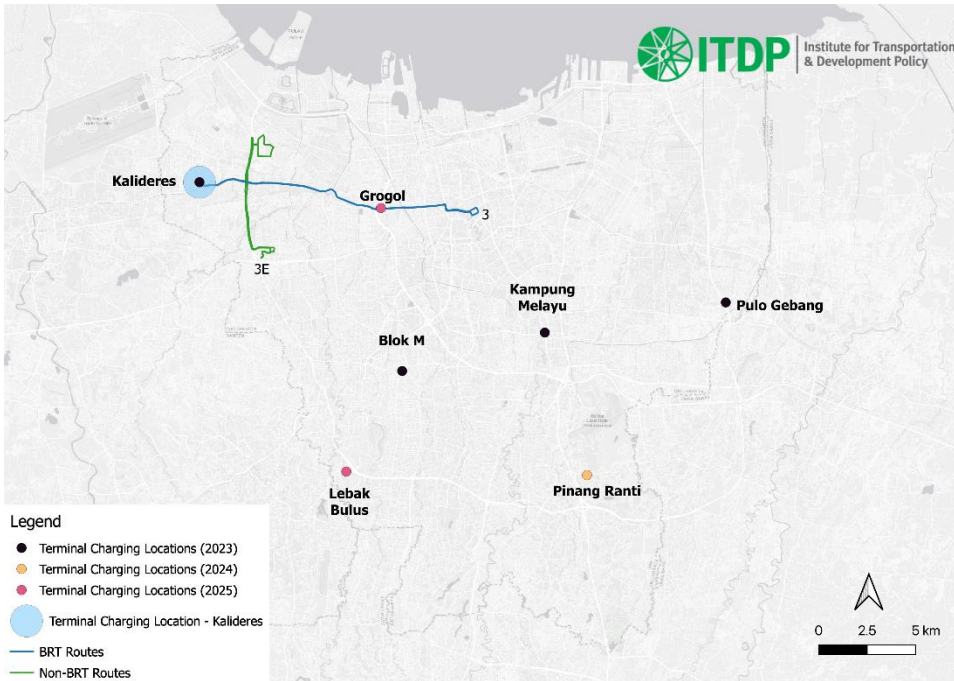 ITDP
Institute for Transportation
& Development Policy
Kalideres
Grogol
3
3E
Kampung
Melayu
Pulo Gebang
Blok M
Lebak
Bulus
Pinang Ranti
Legend
Terminal Charging Locations (2023)
Terminal Charging Locations (2024)
Terminal Charging Locations (2025)
Terminal Charging Location - Kalideres
BRT Routes
Non-BRT Routes
0 2.5 5 km